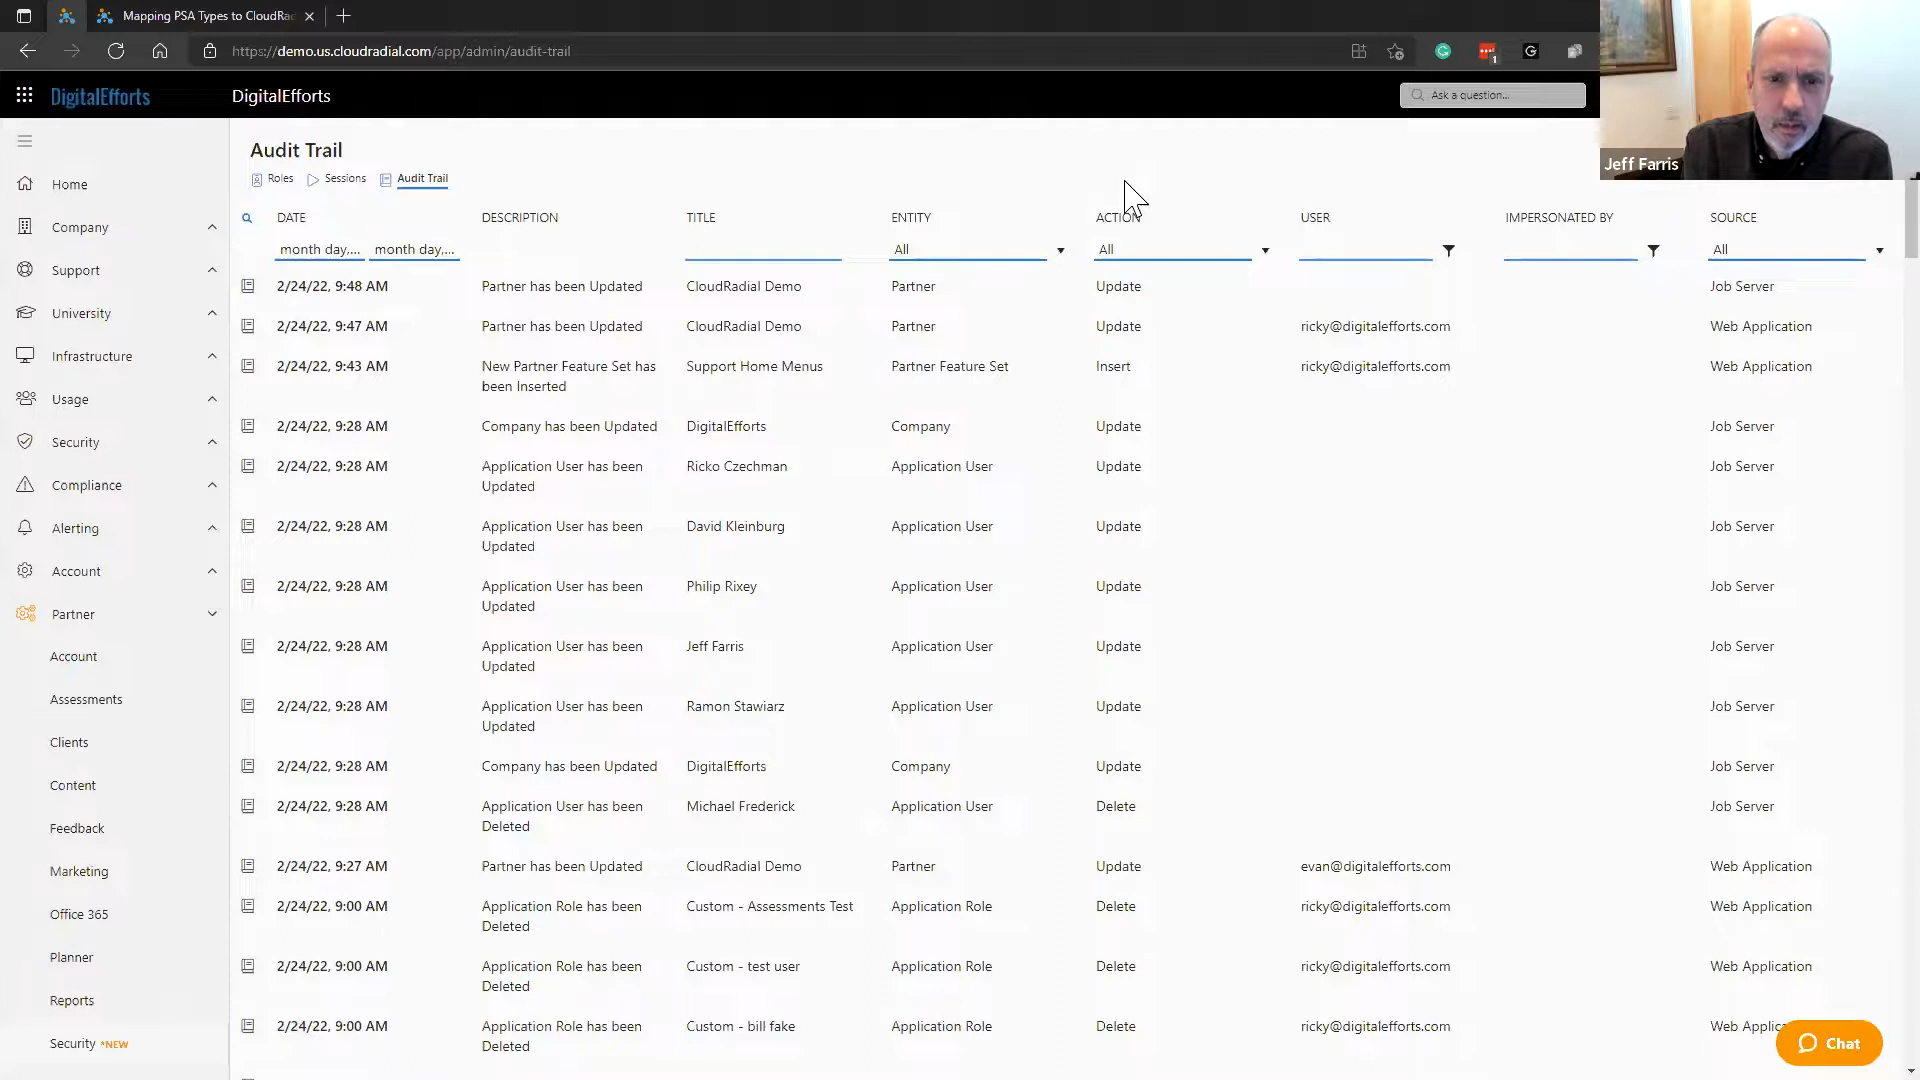 Mapping PSA Types to CloudRad
https://demo.us.cloudradial.com/app/admin/audit-trail
1
G
DigitalEfforts
DigitalEfforts
Ask a question...
Jeff Farris
Home
Company
Support
University
Infrastructure
Usage
Security
Compliance
Alerting
Account
Partner
Account
Assessments
Clients
Content
Feedback
Marketing
Office 365
Planner
Reports
Security *NEW
Audit Trail
Roles Sessions Audit Trail
DATE DESCRIPTION TITLE ENTITY ACTION USER IMPERSONATED BY SOURCE
month day,... month day,... All All All
2/24/22, 9:48 AM Partner has been Updated CloudRadial Demo Partner Update Job Server
2/24/22, 9:47 AM Partner has been Updated CloudRadial Demo Partner Update ricky@digitalefforts.com Web Application
2/24/22, 9:43 AM New Partner Feature Set has Support Home Menus Partner Feature Set Insert ricky@digitalefforts.com Web Application
been Inserted
2/24/22, 9:28 AM Company has been Updated DigitalEfforts Company Update Job Server
2/24/22, 9:28 AM Application User has been Ricko Czechman Application User Update Job Server
Updated
2/24/22, 9:28 AM Application User has been David Kleinburg Application User Update Job Server
Updated
2/24/22, 9:28 AM Application User has been Philip Rixey Application User Update Job Server
Updated
2/24/22, 9:28 AM Application User has been Jeff Farris Application User Update Job Server
Updated
2/24/22, 9:28 AM Application User has been Ramon Stawiarz Application User Update Job Server
Updated
2/24/22, 9:28 AM Company has been Updated DigitalEfforts Company Update Job Server
2/24/22, 9:28 AM Application User has been Michael Frederick Application User Delete Job Server
Deleted
2/24/22, 9:27 AM Partner has been Updated CloudRadial Demo Partner Update evan@digitalefforts.com Web Application
2/24/22, 9:00 AM Application Role has been Custom - Assessments Test Application Role Delete ricky@digitalefforts.com Web Application
Deleted
2/24/22, 9:00 AM Application Role has been Custom - test user Application Role Delete ricky@digitalefforts.com Web Application
Deleted
2/24/22, 9:00 AM Application Role has been Custom - bill fake Application Role Delete ricky@digitalefforts.com Web Applic
Deleted
Chat